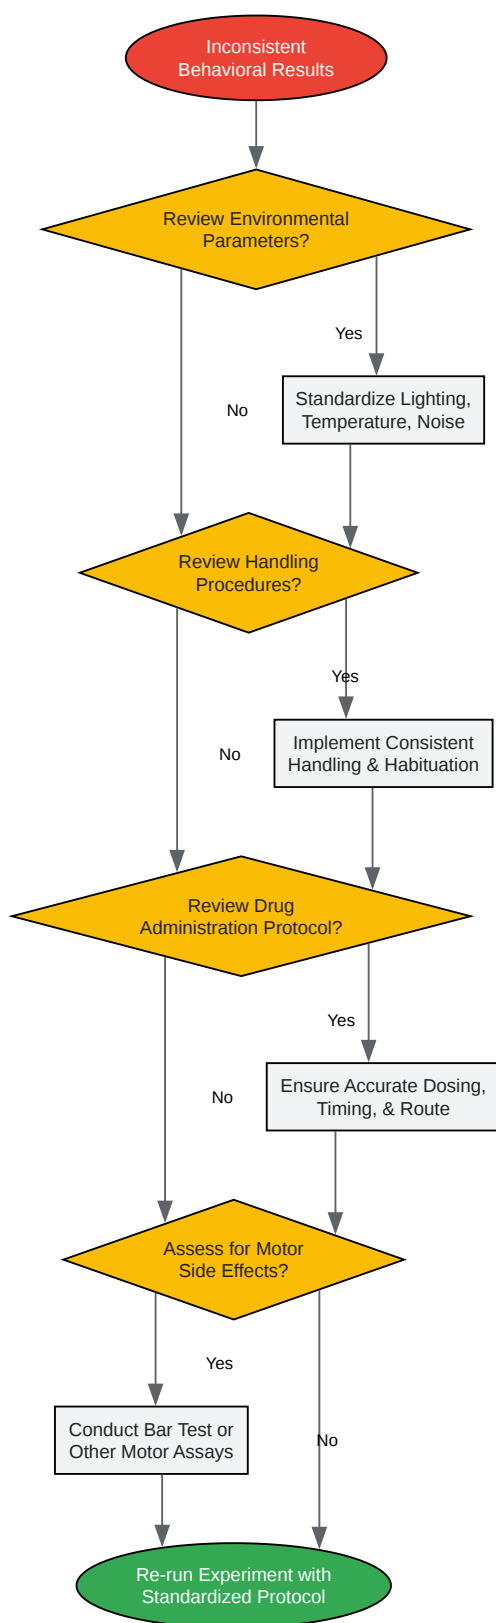 Inconsistent
Behavioral Results
Review Environmental
Parameters?
Yes
Standardize Lighting,
Temperature, Noise
No
Review Handling
Procedures?
Yes
Implement Consistent
Handling & Habituation
No
Review Drug
Administration Protocol?
Yes
Ensure Accurate Dosing,
Timing, & Route
No
Assess for Motor
Side Effects?
Yes
Conduct Bar Test or
Other Motor Assays
No
Re-run Experiment with
Standardized Protocol